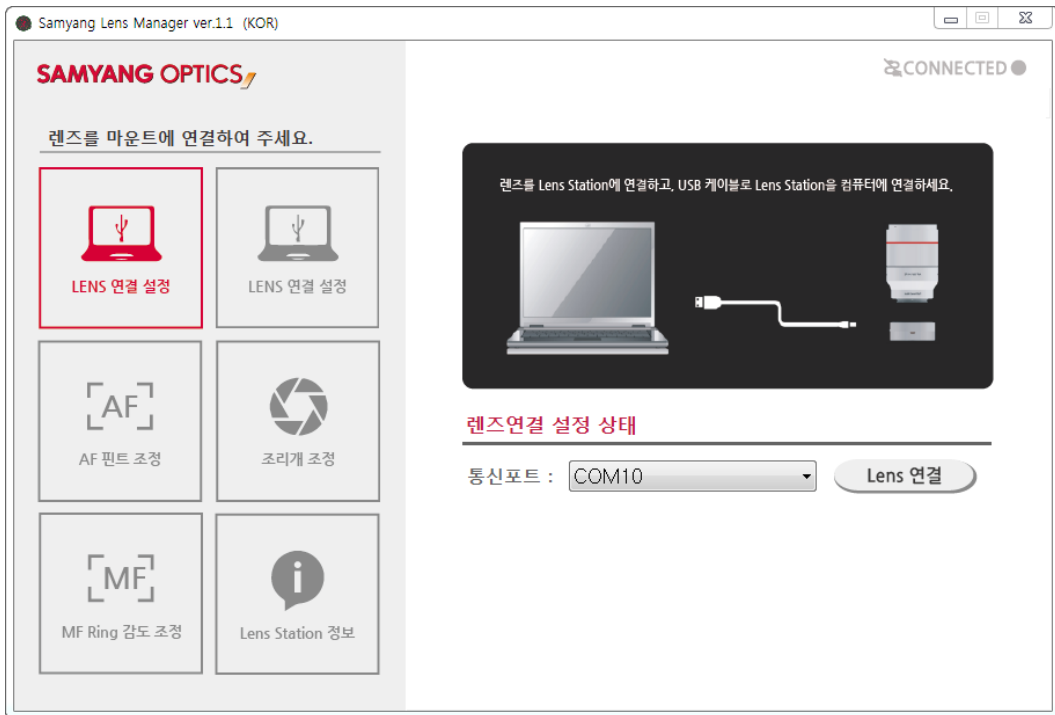 Samyang Lens Manager ver.1.1 (KOR)
SAMYANG OPTICS
CONNECTED
렌즈를 마운트에 연결하여 주세요.
LENS 연결 설정
LENS 연결 설정
AF
AF 핀트 조정
조리개 조정
MF
MF Ring 감도 조정
i
Lens Station 정보
렌즈를 Lens Station에 연결하고, USB 케이블로 Lens Station을 컴퓨터에 연결하세요.
렌즈연결 설정 상태
통신포트 : COM10
Lens 연결